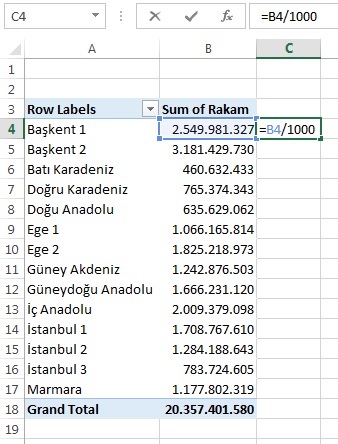 C4 fx =B4/1000
A B C
1
2
3 Row Labels Sum of Rakam
4 Başkent 1 2.549.981.327 =B4/1000
5 Başkent 2 3.181.429.730
6 Batı Karadeniz 460.632.433
7 Doğru Karadeniz 765.374.343
8 Doğu Anadolu 635.629.062
9 Ege 1 1.066.165.814
10 Ege 2 1.825.218.973
11 Güney Akdeniz 1.242.876.503
12 Güneydoğu Anadolu 1.666.231.120
13 İç Anadolu 2.009.379.098
14 İstanbul 1 1.708.767.610
15 İstanbul 2 1.284.188.643
16 İstanbul 3 783.724.605
17 Marmara 1.177.802.319
18 Grand Total 20.357.401.580
19